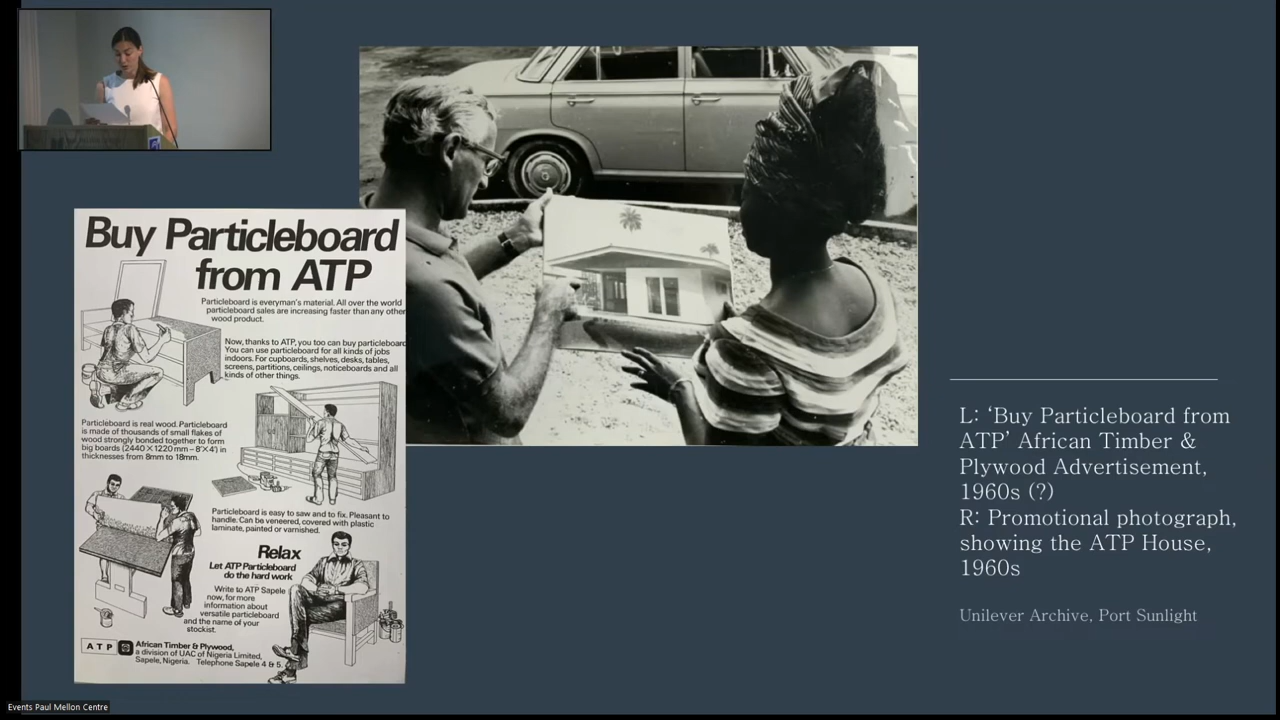 Buy Particleboard
from ATP
Particleboard is everyman's material. All over the world
particleboard sales are increasing faster than any other
wood product.
Now, thanks to ATP, you too can buy particleboard
You can use particleboard for all kinds of jobs
indoors. For cupboards, shelves, desks, tables,
screens, partitions, ceilings, noticeboards and all
kinds of other things.
Particleboard is real wood. Particleboard
is made of thousands of small flakes of
wood strongly bonded together to form
big boards (2440 × 1220 mm – 8'×4') in
thicknesses from 8mm to 18mm.
Particleboard is easy to saw and to fix. Pleasant to
handle. Can be veneered, covered with plastic
laminate, painted or varnished.
Relax
Let ATP Particleboard
do the hard work
Write to ATP Sapele
now, for more
information about
versatile particleboard
and the name of your
stockist.
A T P
African Timber & Plywood,
a division of UAC of Nigeria Limited,
Sapele, Nigeria. Telephone Sapele 4 & 5.
L: ‘Buy Particleboard from
ATP’ African Timber &
Plywood Advertisement,
1960s (?)
R: Promotional photograph,
showing the ATP House,
1960s
Unilever Archive, Port Sunlight
Events Paul Mellon Centre